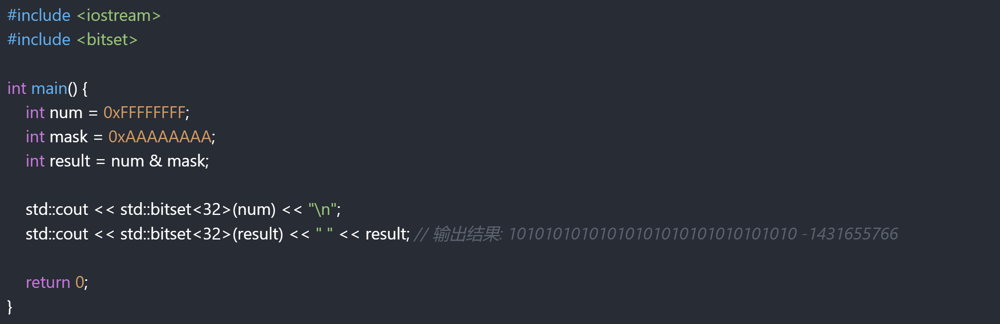 #include <iostream>
#include <bitset>
int main() {
int num = 0xFFFFFFFF;
int mask = 0xAAAAAAAA;
int result = num & mask;
std::cout << std::bitset<32>(num) << "\n";
std::cout << std::bitset<32>(result) << " " << result; // 输出结果: 10101010101010101010101010101010 -1431655766
return 0;
}